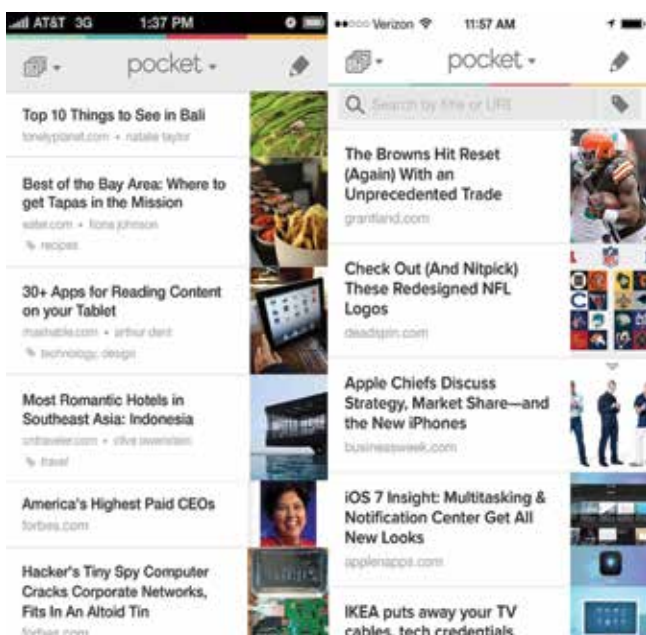 AT&T 3G 1:37 PM
pocket
Top 10 Things to See in Bali
lonelyplanet.com • natalie taylor
Best of the Bay Area: Where to
get Tapas in the Mission
eater.com • fiona johnson
recipes
30+ Apps for Reading Content
on your Tablet
mashable.com • arthur dent
technology, design
Most Romantic Hotels in
Southeast Asia: Indonesia
cntraveler.com •
travel
America's Highest Paid CEOs
forbes.com
Hacker's Tiny Spy Computer
Cracks Corporate Networks,
Fits In An Altoid Tin
forbes.com
Verizon 11:57 AM
pocket
Search by title or URL
The Browns Hit Reset
(Again) With an
Unprecedented Trade
grantland.com
Check Out (And Nitpick)
These Redesigned NFL
Logos
deadspin.com
Apple Chiefs Discuss
Strategy, Market Share—and
the New iPhones
businessweek.com
iOS 7 Insight: Multitasking &
Notification Center Get All
New Looks
applenapps.com
IKEA puts away your TV
cables, tech credentials